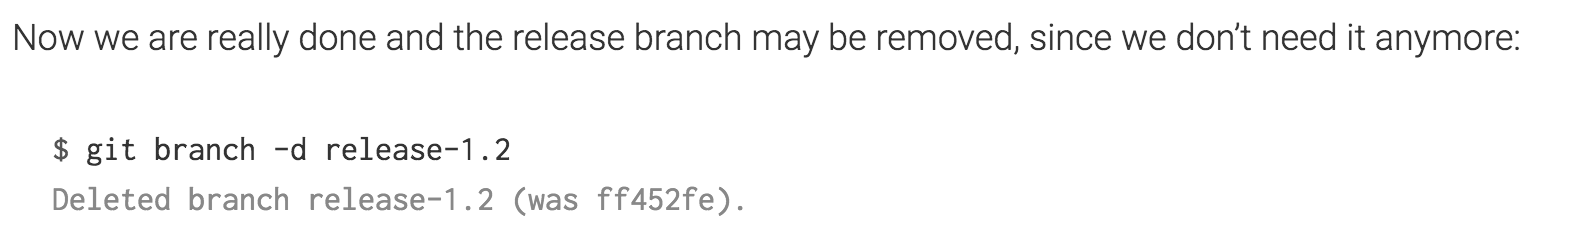 Now we are really done and the release branch may be removed, since we don’t need it anymore:
$ git branch -d release-1.2
Deleted branch release-1.2 (was ff452fe).